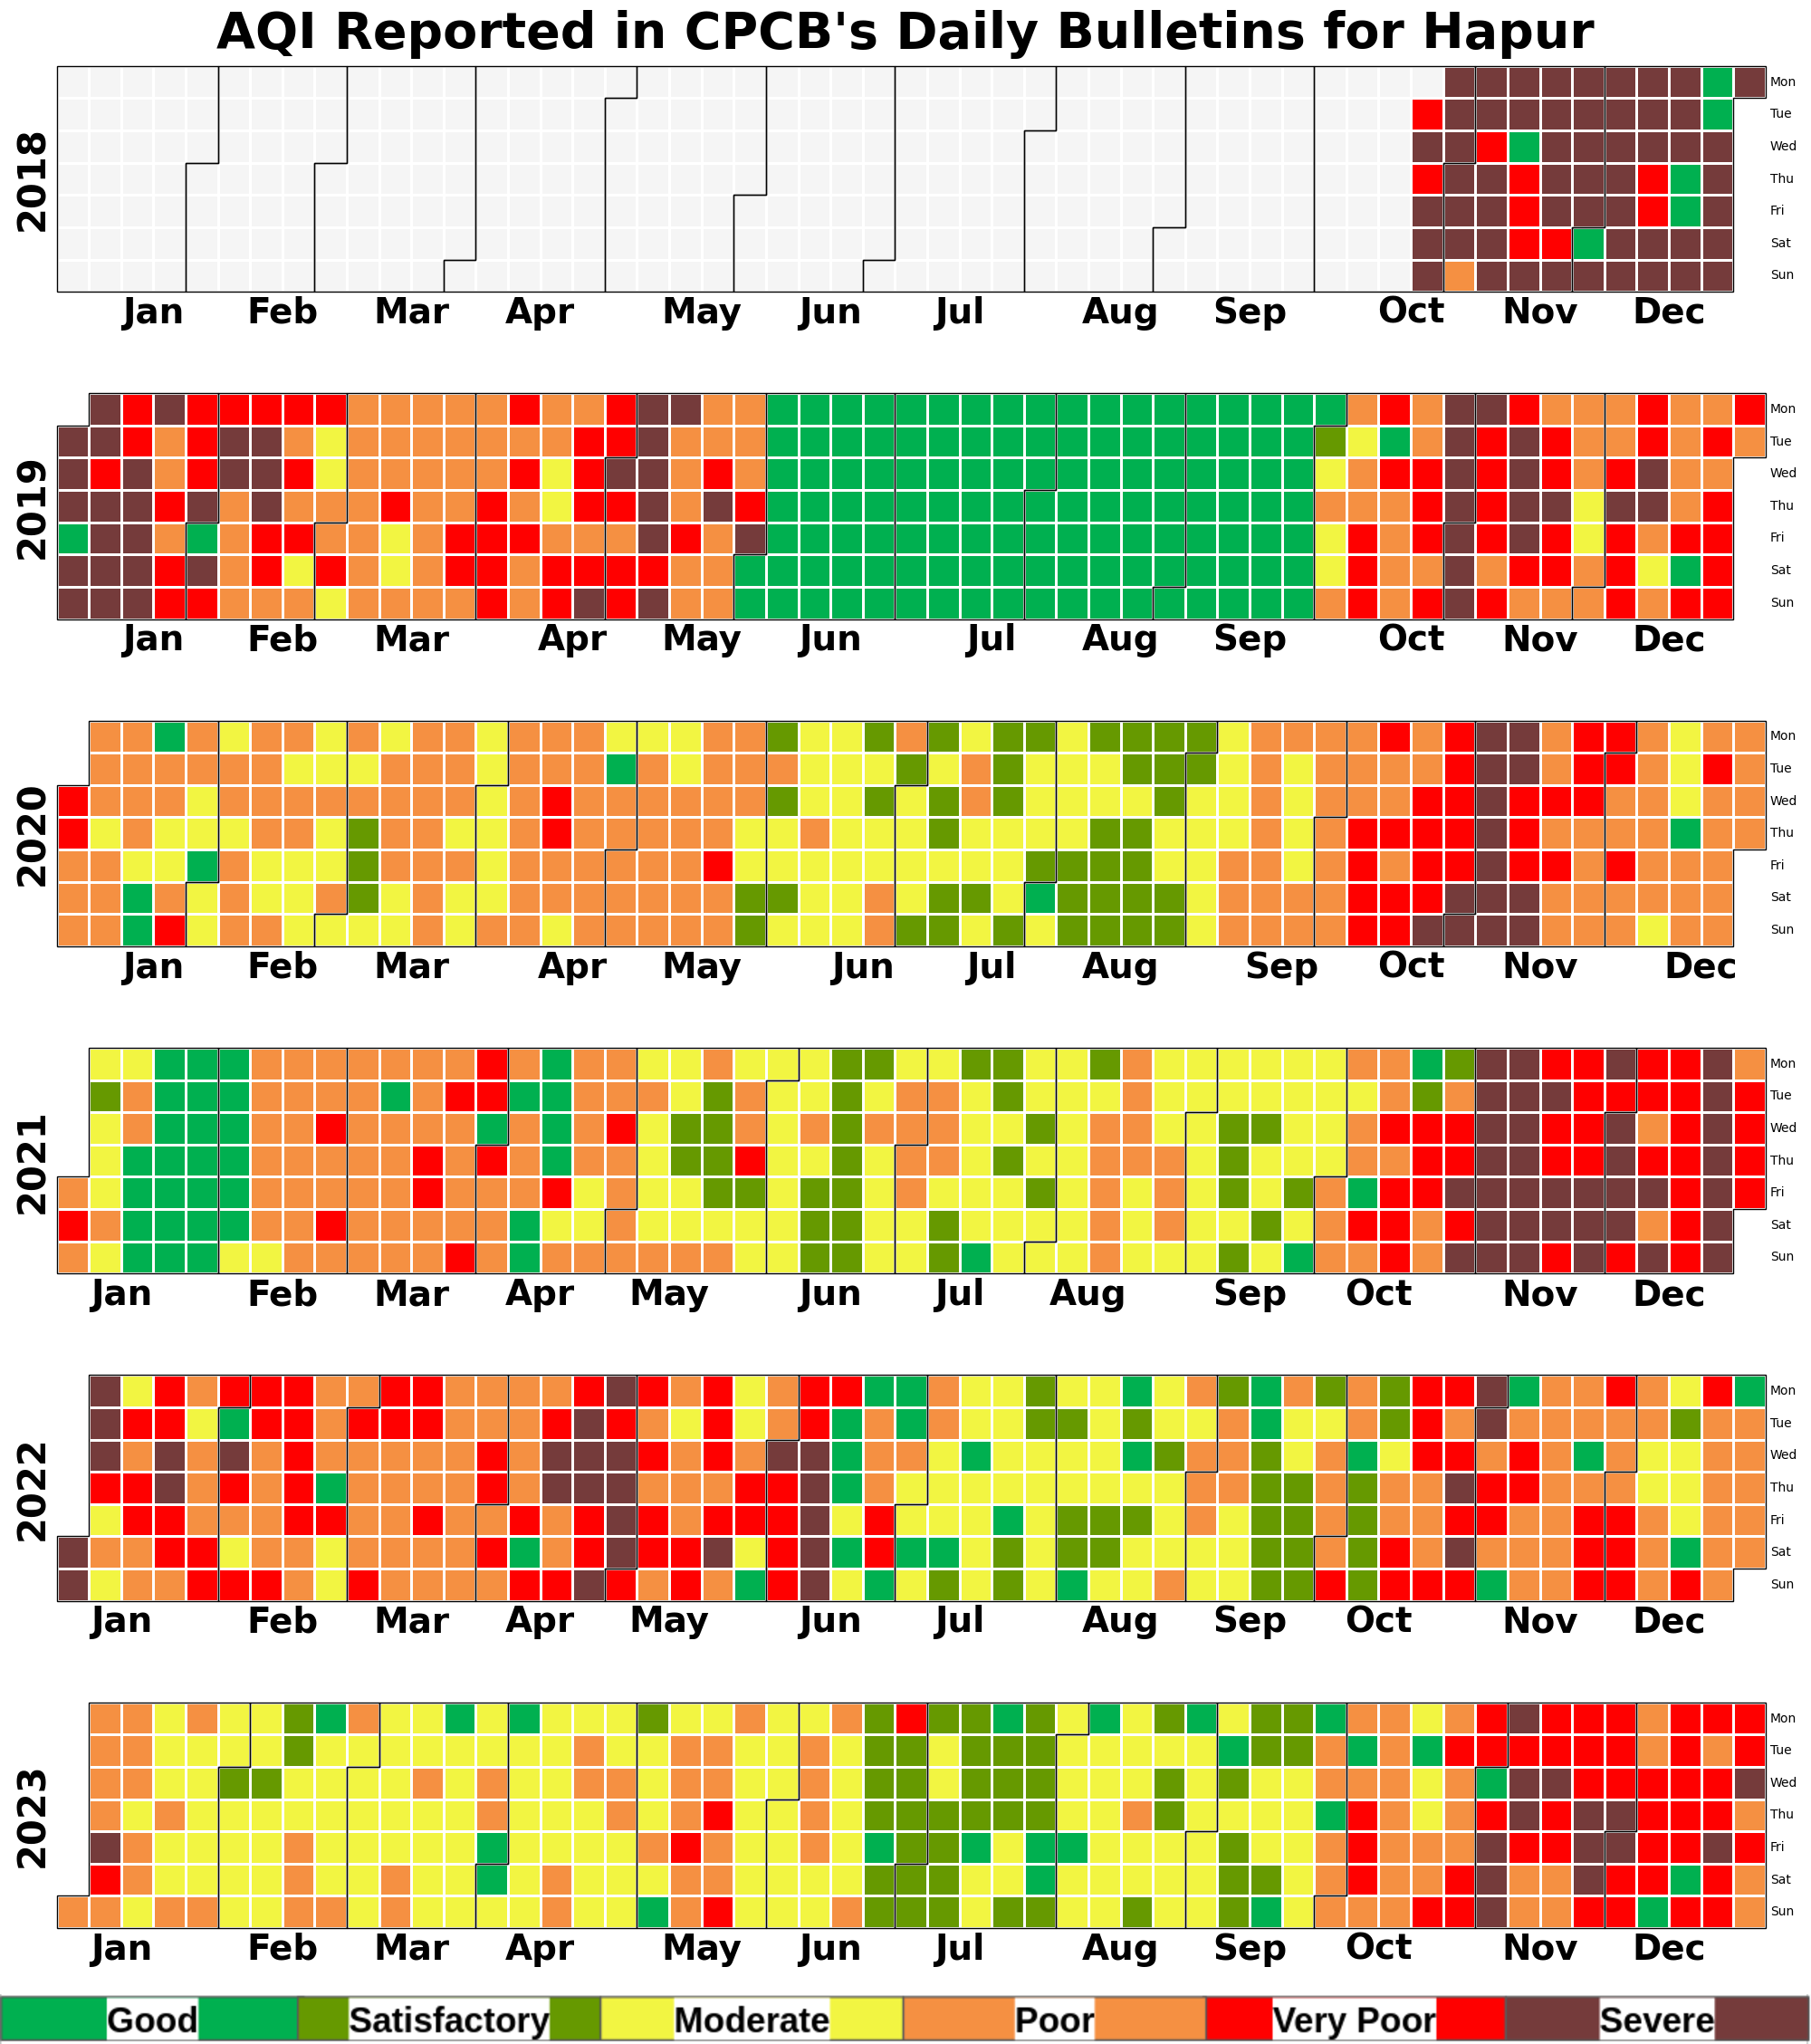 AQI Reported in CPCB's Daily Bulletins for Hapur
2018
Mon
Tue
Wed
Thu
Fri
Sat
Sun
Jan Feb Mar Apr May Jun Jul Aug Sep Oct Nov Dec
2019
Mon
Tue
Wed
Thu
Fri
Sat
Sun
Jan Feb Mar Apr May Jun Jul Aug Sep Oct Nov Dec
2020
Mon
Tue
Wed
Thu
Fri
Sat
Sun
Jan Feb Mar Apr May Jun Jul Aug Sep Oct Nov Dec
2021
Mon
Tue
Wed
Thu
Fri
Sat
Sun
Jan Feb Mar Apr May Jun Jul Aug Sep Oct Nov Dec
2022
Mon
Tue
Wed
Thu
Fri
Sat
Sun
Jan Feb Mar Apr May Jun Jul Aug Sep Oct Nov Dec
2023
Mon
Tue
Wed
Thu
Fri
Sat
Sun
Jan Feb Mar Apr May Jun Jul Aug Sep Oct Nov Dec
Good Satisfactory Moderate Poor Very Poor Severe